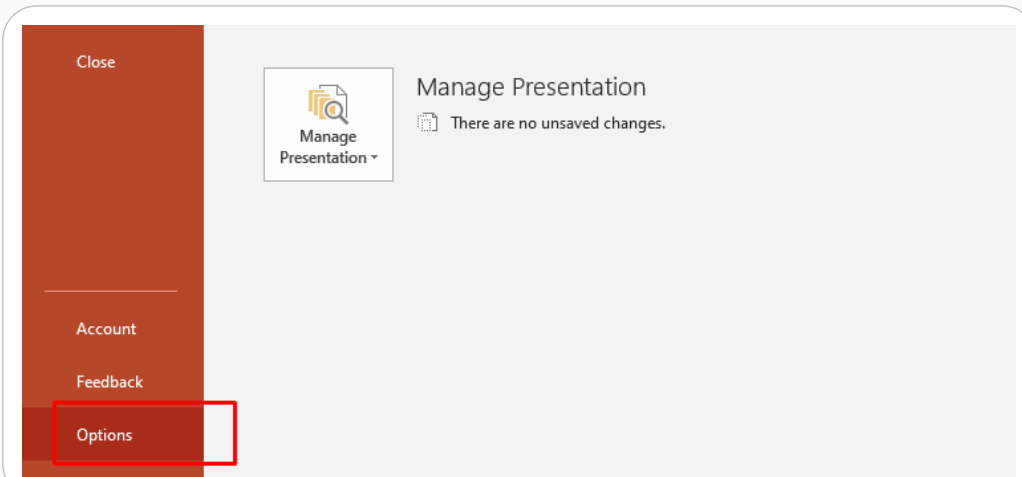 Close
Manage Presentation
There are no unsaved changes.
Manage
Presentation
Account
Feedback
Options